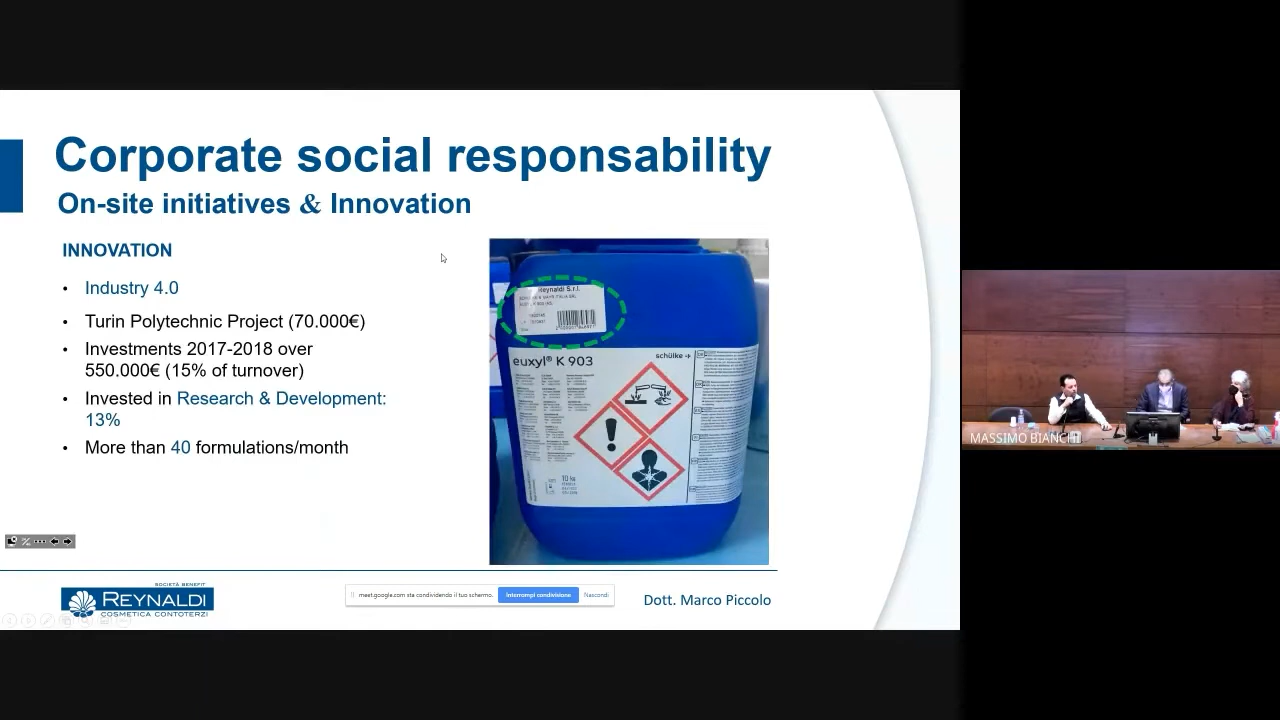 Corporate social responsability
On-site initiatives & Innovation
INNOVATION
• Industry 4.0
• Turin Polytechnic Project (70.000€)
• Investments 2017-2018 over
550.000€ (15% of turnover)
• Invested in Research & Development:
13%
• More than 40 formulations/month
Reynaldi S.r.l.
euxyl® K 903
schülke
MASSIMO BIANCHI
SOCIETÀ BENEFIT
REYNALDI
COSMETICA CONTOTERZI
meet.google.com sta condividendo il tuo schermo.
Interrompi condivisione
Nascondi
Dott. Marco Piccolo